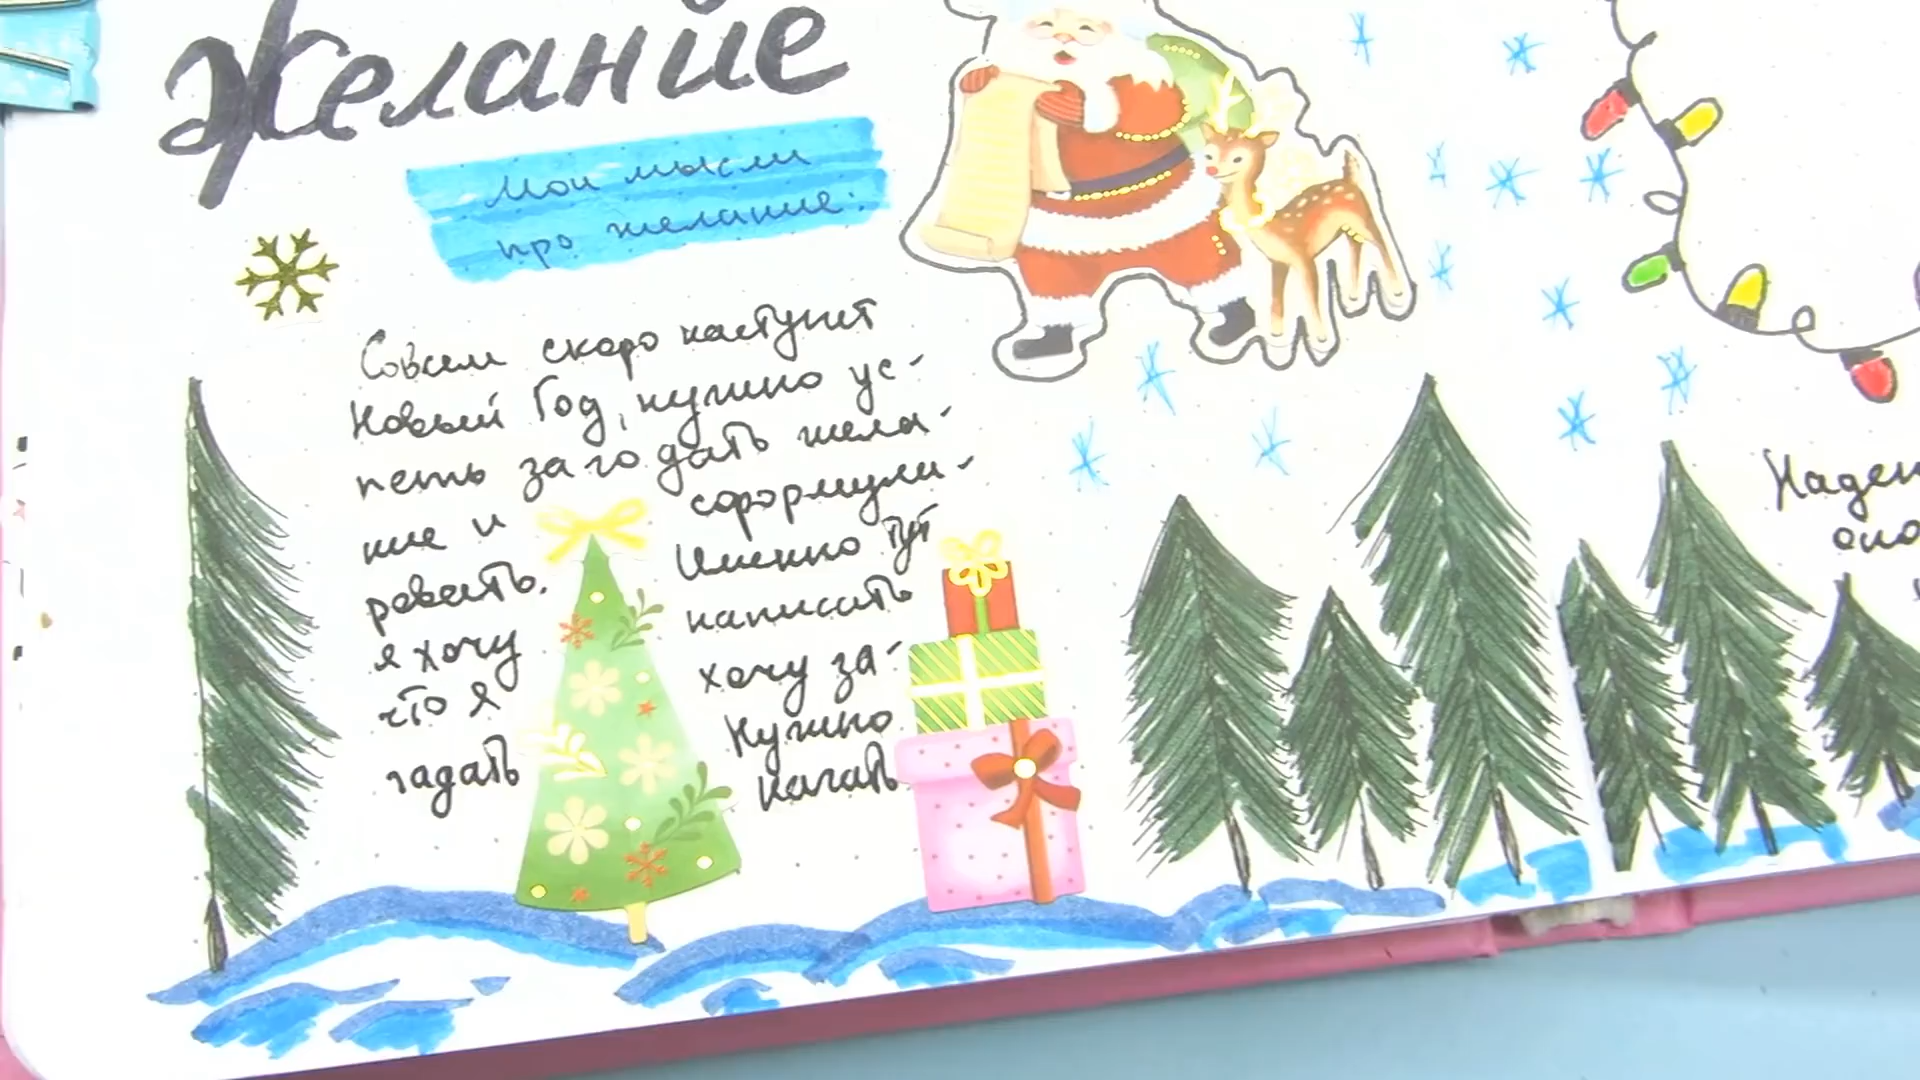 Желание
Мои мысли
про желание:
Совсем скоро наступит
Новый Год, нужно ус-
петь загодать жела-
ние и сформули-
ровать. Именно тут
я хочу написать
что я хочу за-
гадать Нужно
начать